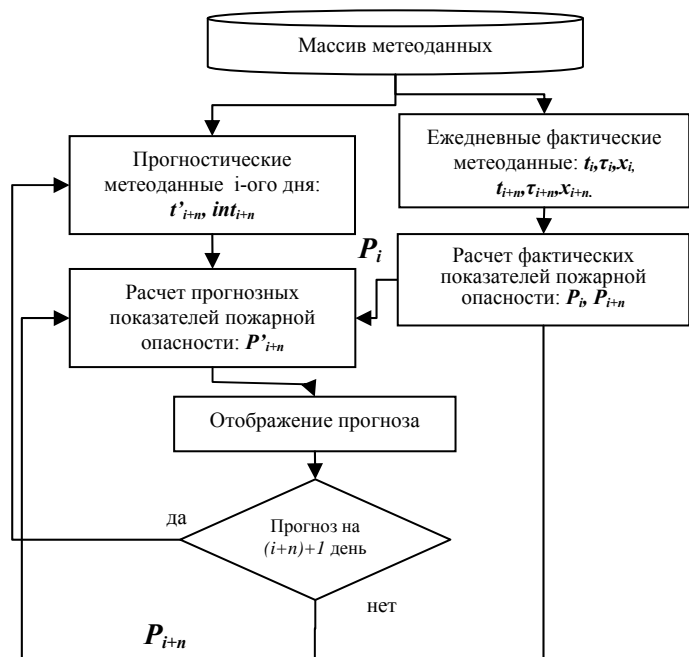 Массив метеоданных
Прогностические
метеоданные i-ого дня:
t’i+n, inti+n
Ежедневные фактические
метеоданные: ti,τi,xi,
ti+n,τi+n,xi+n.
Pi
Расчет прогнозных
показателей пожарной
опасности: P’i+n
Расчет фактических
показателей пожарной
опасности: Pi, Pi+n
Отображение прогноза
да
Прогноз на
(i+n)+1 день
нет
Pi+n